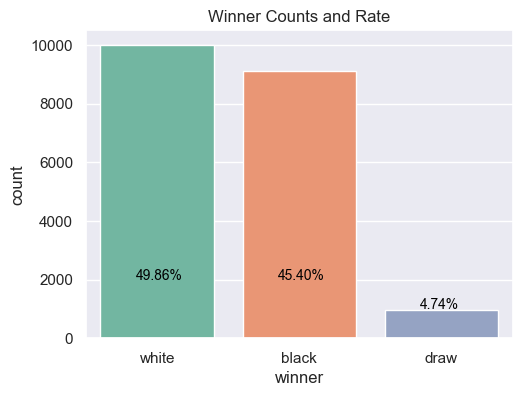 Winner Counts and Rate
10000
8000
6000
4000
2000
0
count
49.86%
45.40%
4.74%
white
black
draw
winner